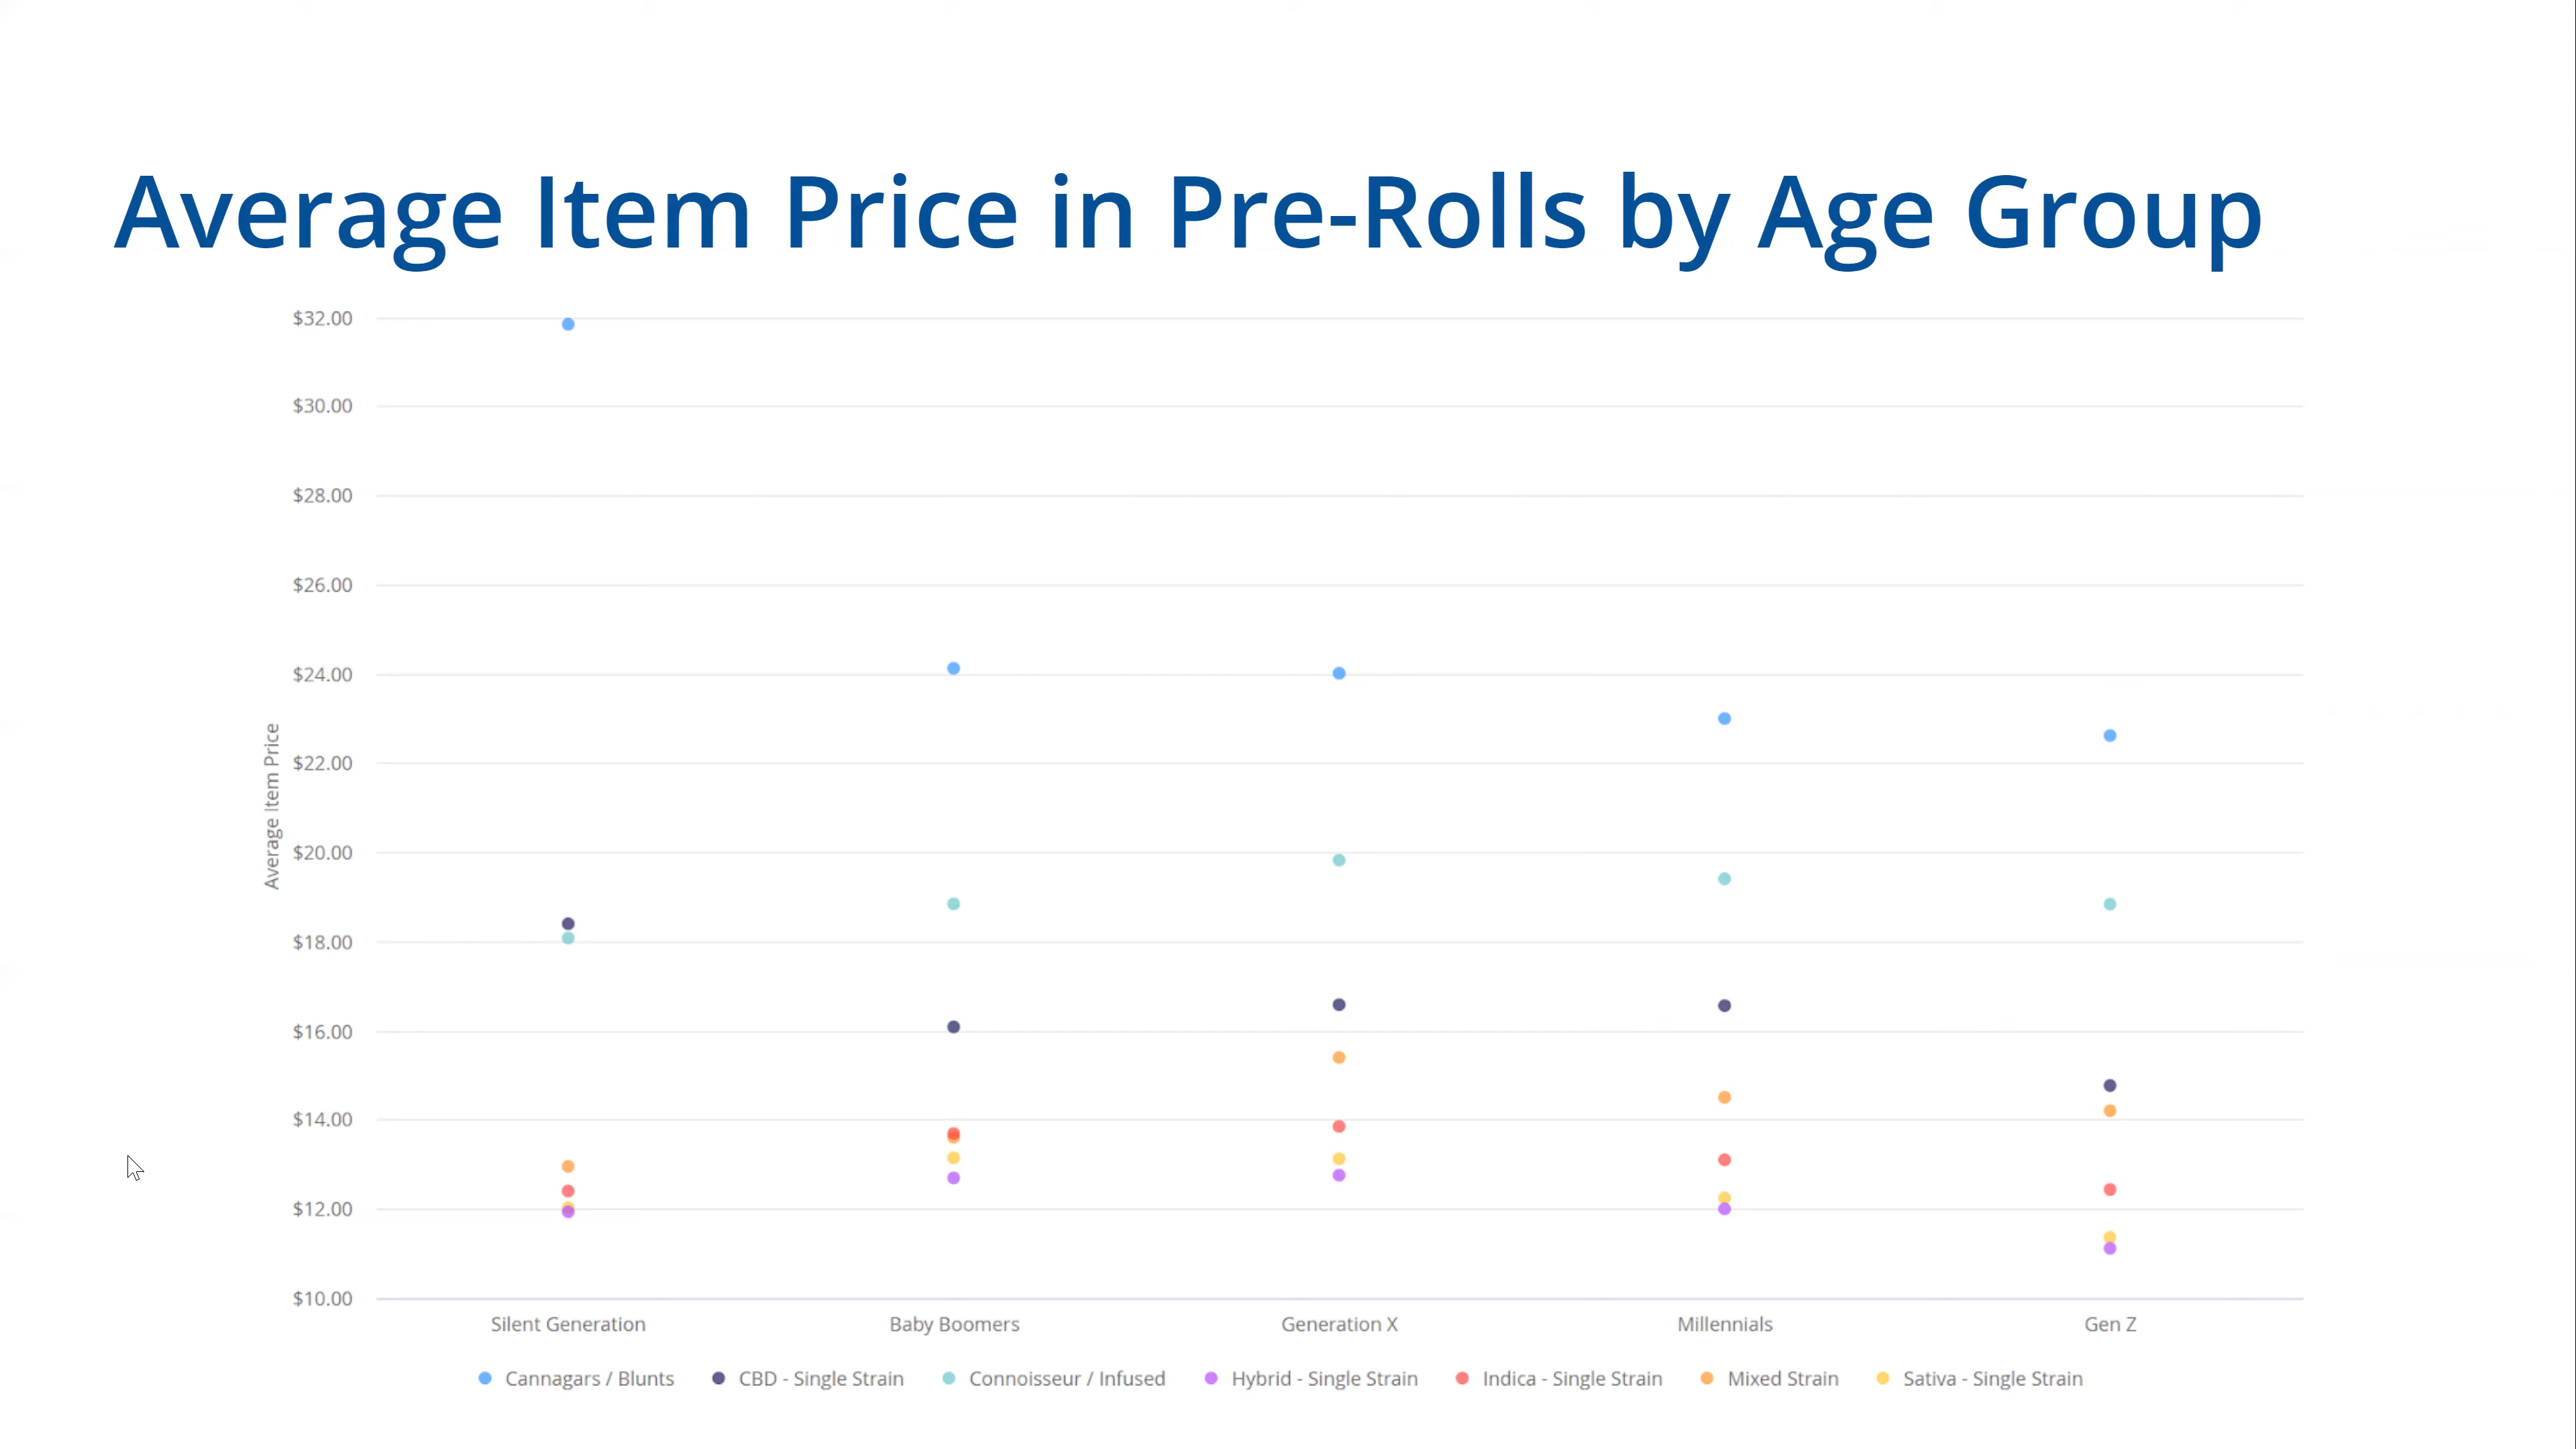 Average Item Price in Pre-Rolls by Age Group
$32.00
$30.00
$28.00
$26.00
$24.00
$22.00
$20.00
$18.00
$16.00
$14.00
$12.00
$10.00
Average Item Price
Silent Generation
Baby Boomers
Generation X
Millennials
Gen Z
Cannagars / Blunts
CBD - Single Strain
Connoisseur / Infused
Hybrid - Single Strain
Indica - Single Strain
Mixed Strain
Sativa - Single Strain